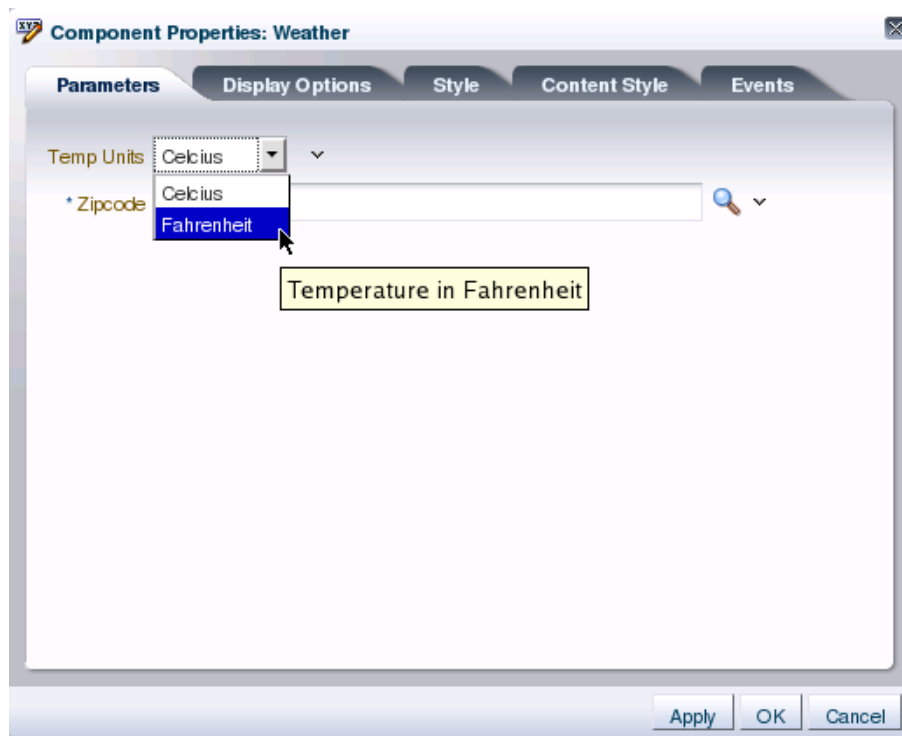 Component Properties: Weather
Parameters Display Options Style Content Style Events
Temp Units Celcius
Celcius
* Zipcode
Fahrenheit
Temperature in Fahrenheit
Apply OK Cancel